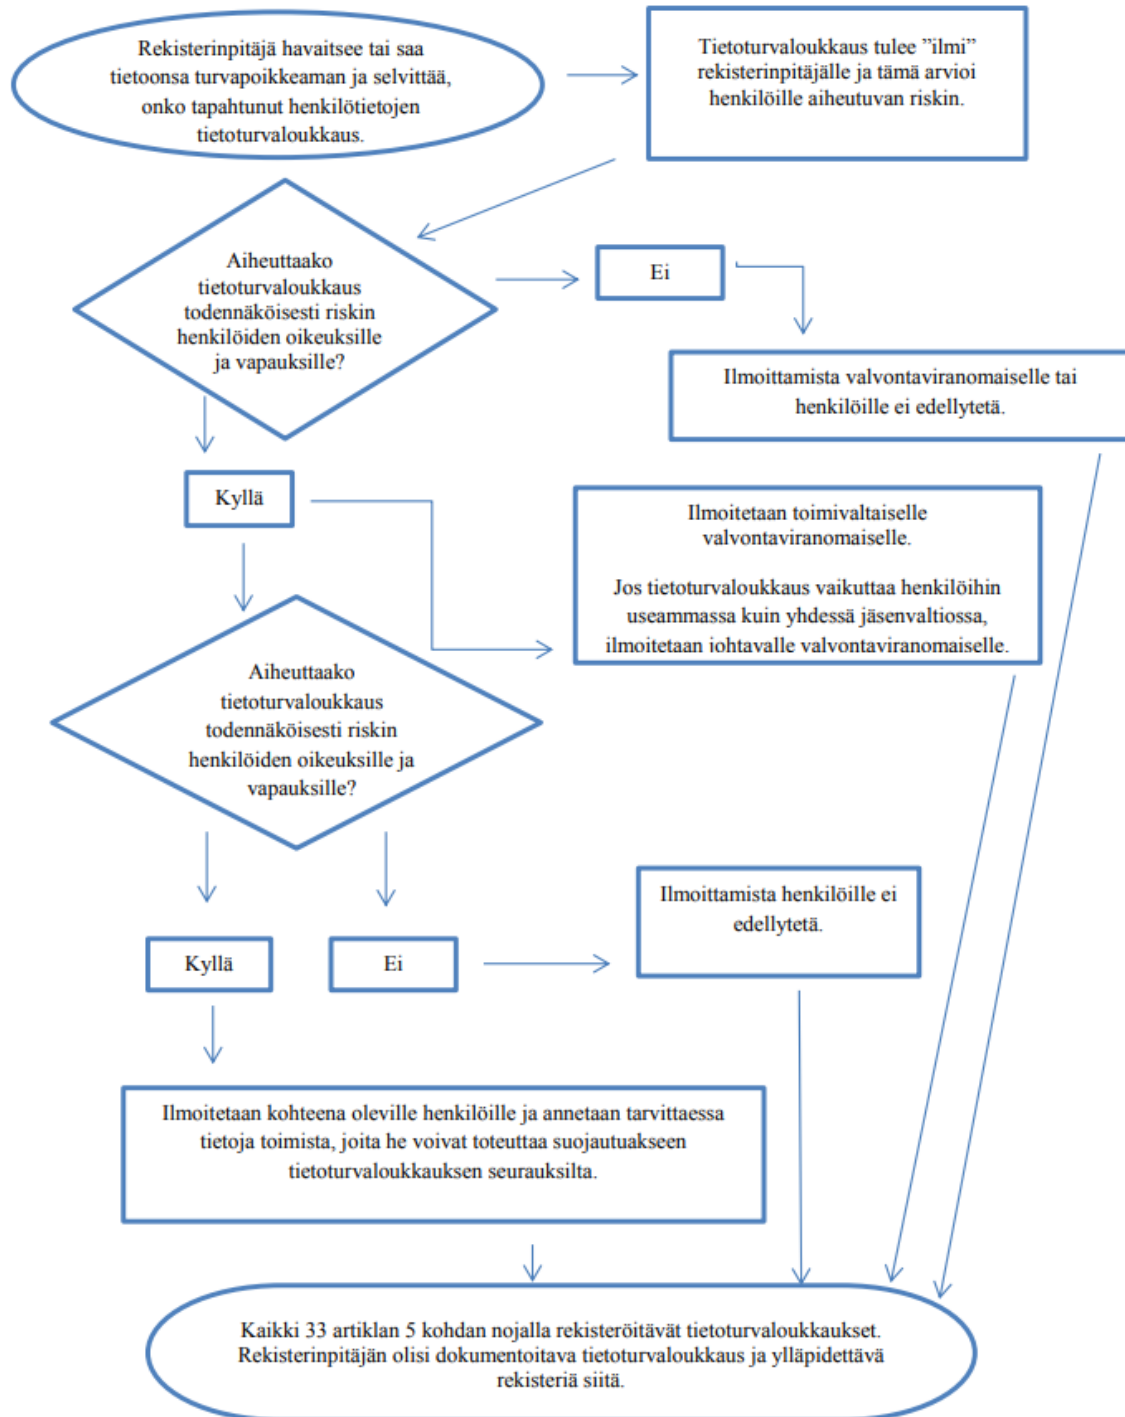 Rekisterinpitäjä havaitsee tai saa
tietoonsa turvapoikkeaman ja selvittää,
onko tapahtunut henkilötietojen
tietoturvaloukkaus.
Tietoturvaloukkaus tulee ”ilmi”
rekisterinpitäjälle ja tämä arvioi
henkilöille aiheutuvan riskin.
Aiheuttaako
tietoturvaloukkaus
todennäköisesti riskin
henkilöiden oikeuksille
ja vapauksille?
Ei
Ilmoittamista valvontaviranomaiselle tai
henkilöille ei edellytetä.
Kyllä
Ilmoitetaan toimivaltaiselle
valvontaviranomaiselle.
Jos tietoturvaloukkaus vaikuttaa henkilöihin
useammassa kuin yhdessä jäsenvaltiossa,
ilmoitetaan iohtavalle valvontaviranomaiselle.
Aiheuttaako
tietoturvaloukkaus
todennäköisesti riskin
henkilöiden oikeuksille ja
vapauksille?
Kyllä
Ei
Ilmoittamista henkilöille ei
edellytetä.
Ilmoitetaan kohteena oleville henkilöille ja annetaan tarvittaessa
tietoja toimista, joita he voivat toteuttaa suojautuakseen
tietoturvaloukkauksen seurauksilta.
Kaikki 33 artiklan 5 kohdan nojalla rekisteröitävät tietoturvaloukkaukset.
Rekisterinpitäjän olisi dokumentoitava tietoturvaloukkaus ja ylläpidettävä
rekisteriä siitä.